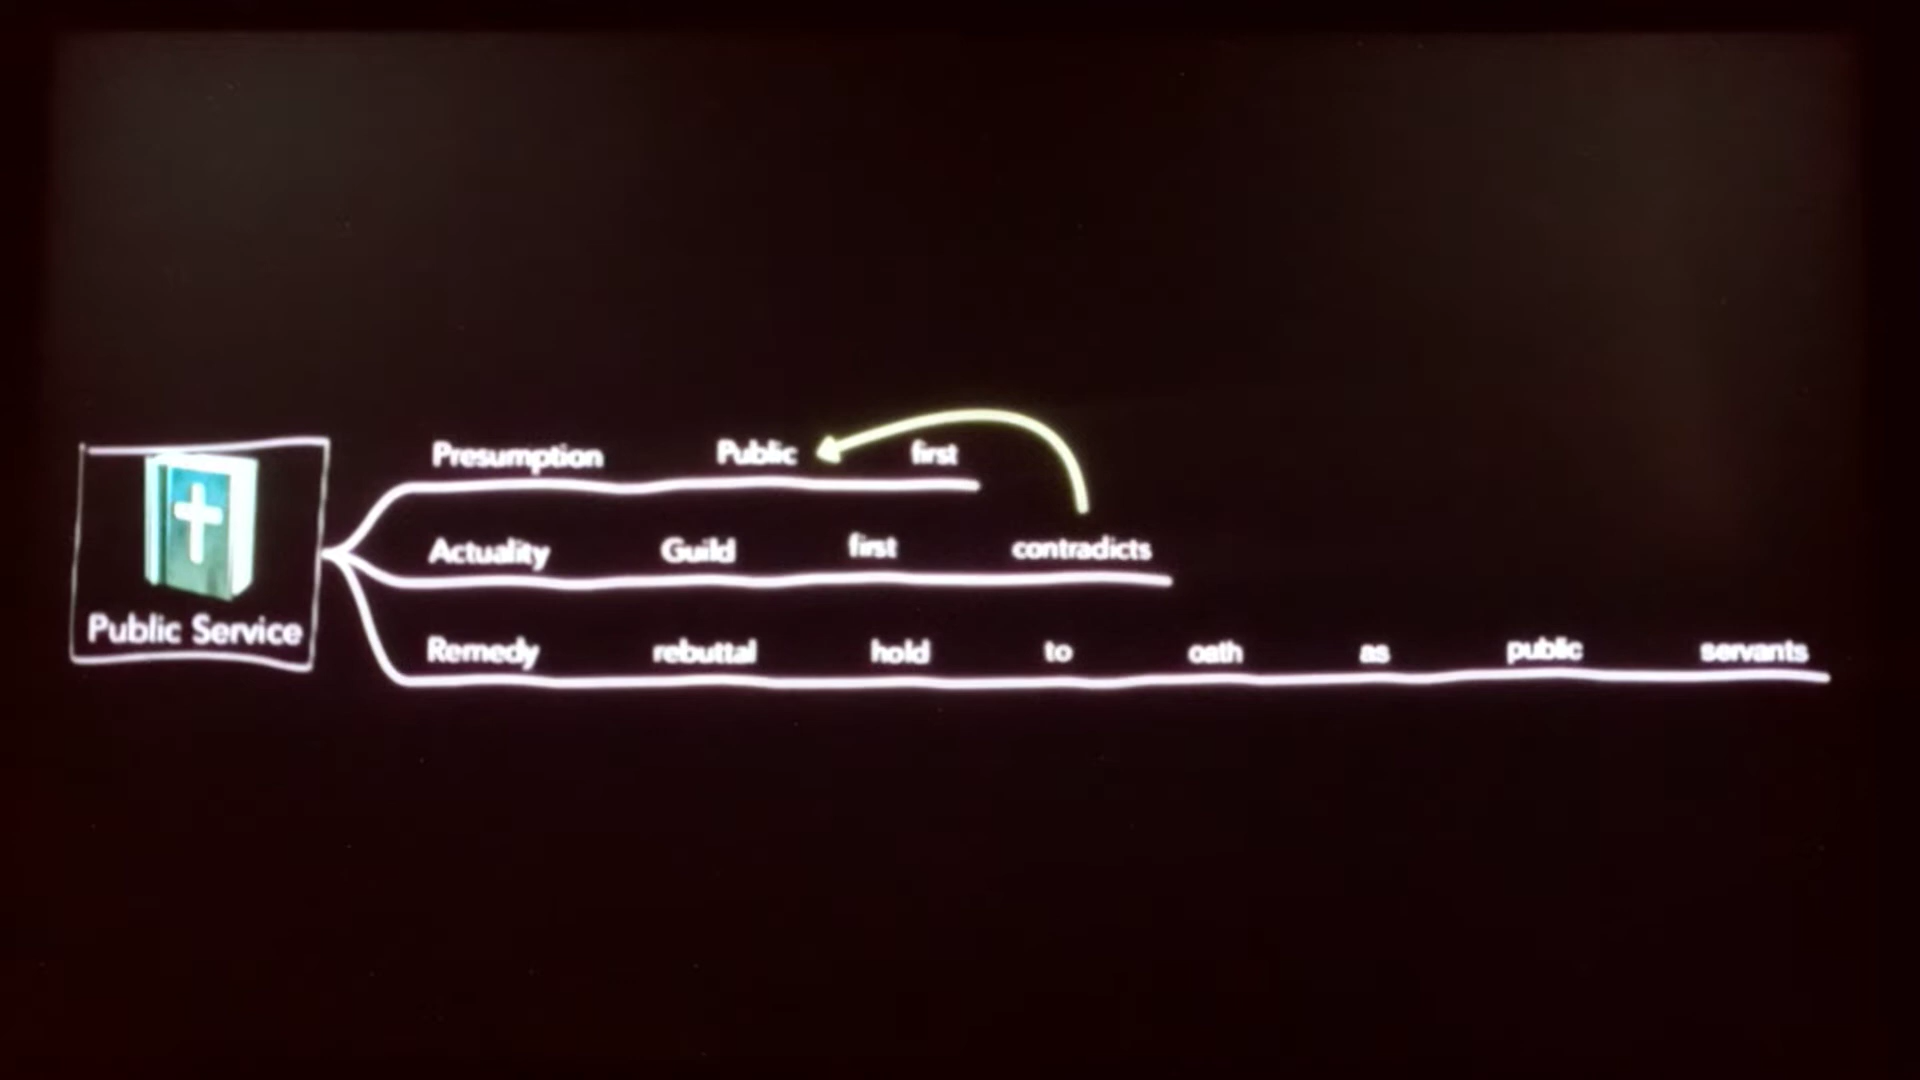 Presumption Public first
Actuality Guild first contradicts
Public Service
Remedy rebuttal hold to oath as public servants